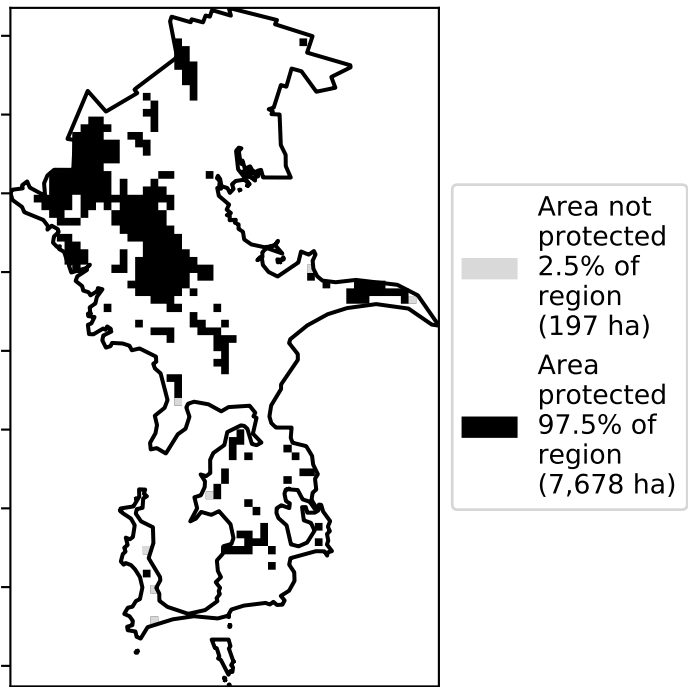 Area not
protected
2.5% of
region
(197 ha)
Area
protected
97.5% of
region
(7,678 ha)